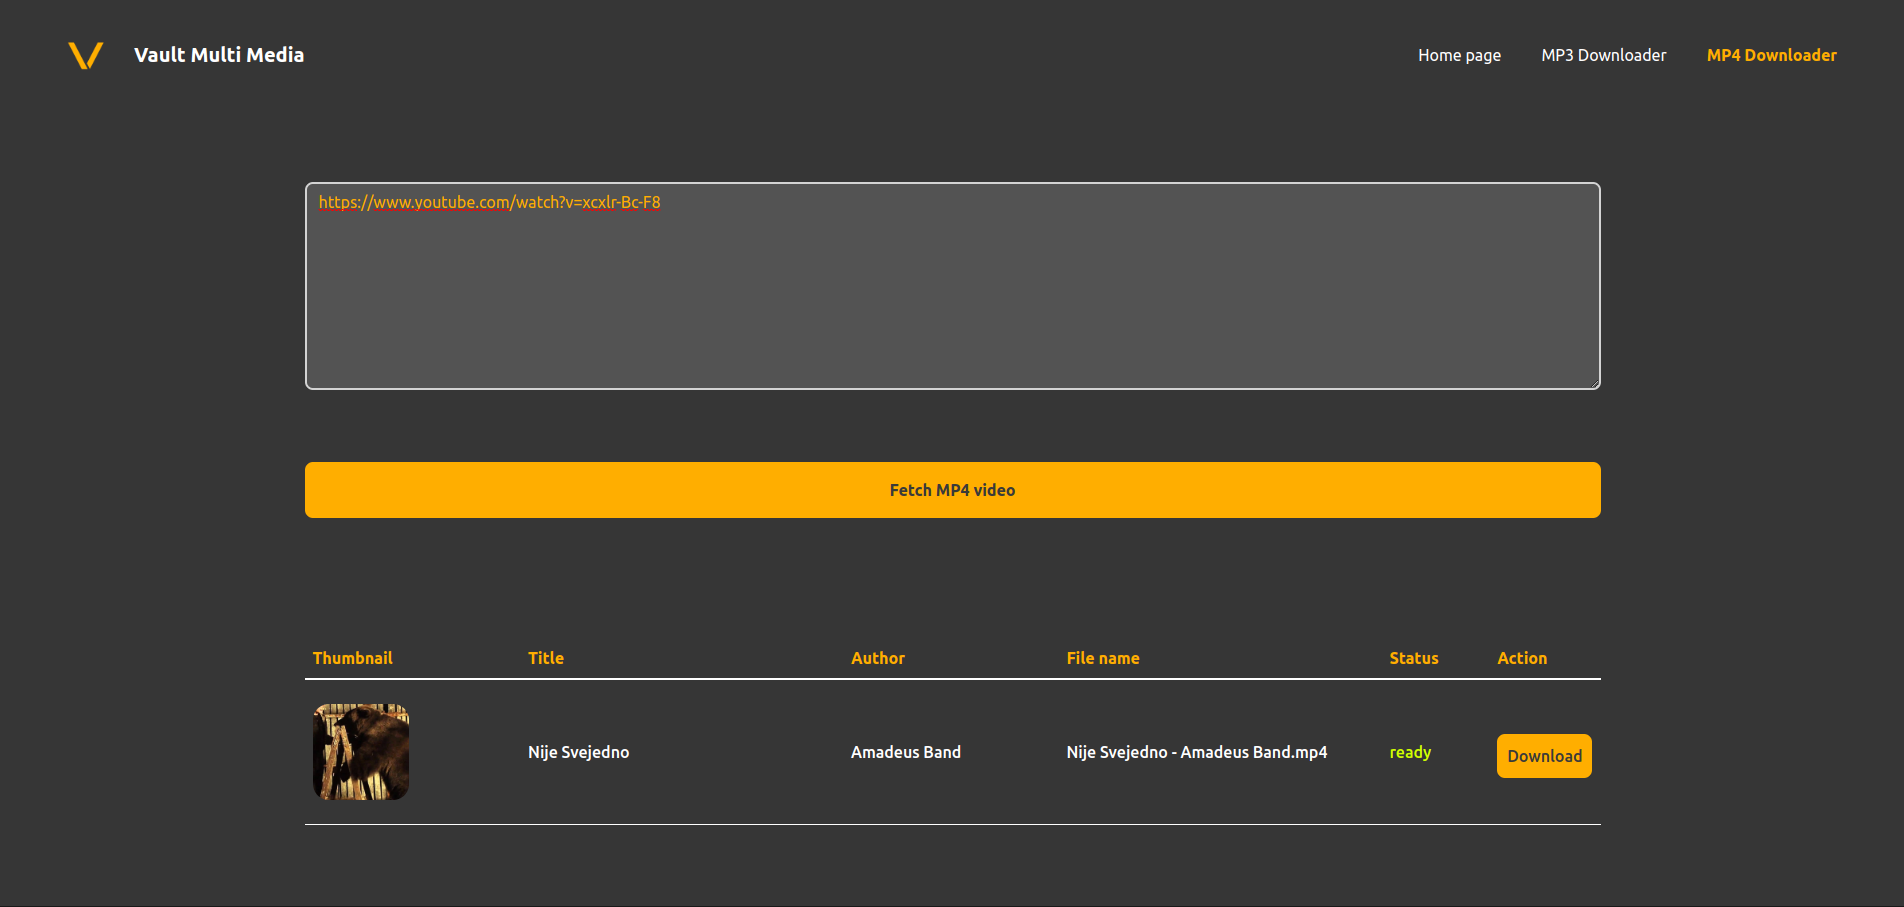 Vault Multi Media
Home page MP3 Downloader MP4 Downloader
https://www.youtube.com/watch?v=xcxlr-Bc-F8
Fetch MP4 video
Thumbnail Title Author File name Status Action
Nije Svejedno Amadeus Band Nije Svejedno - Amadeus Band.mp4 ready Download